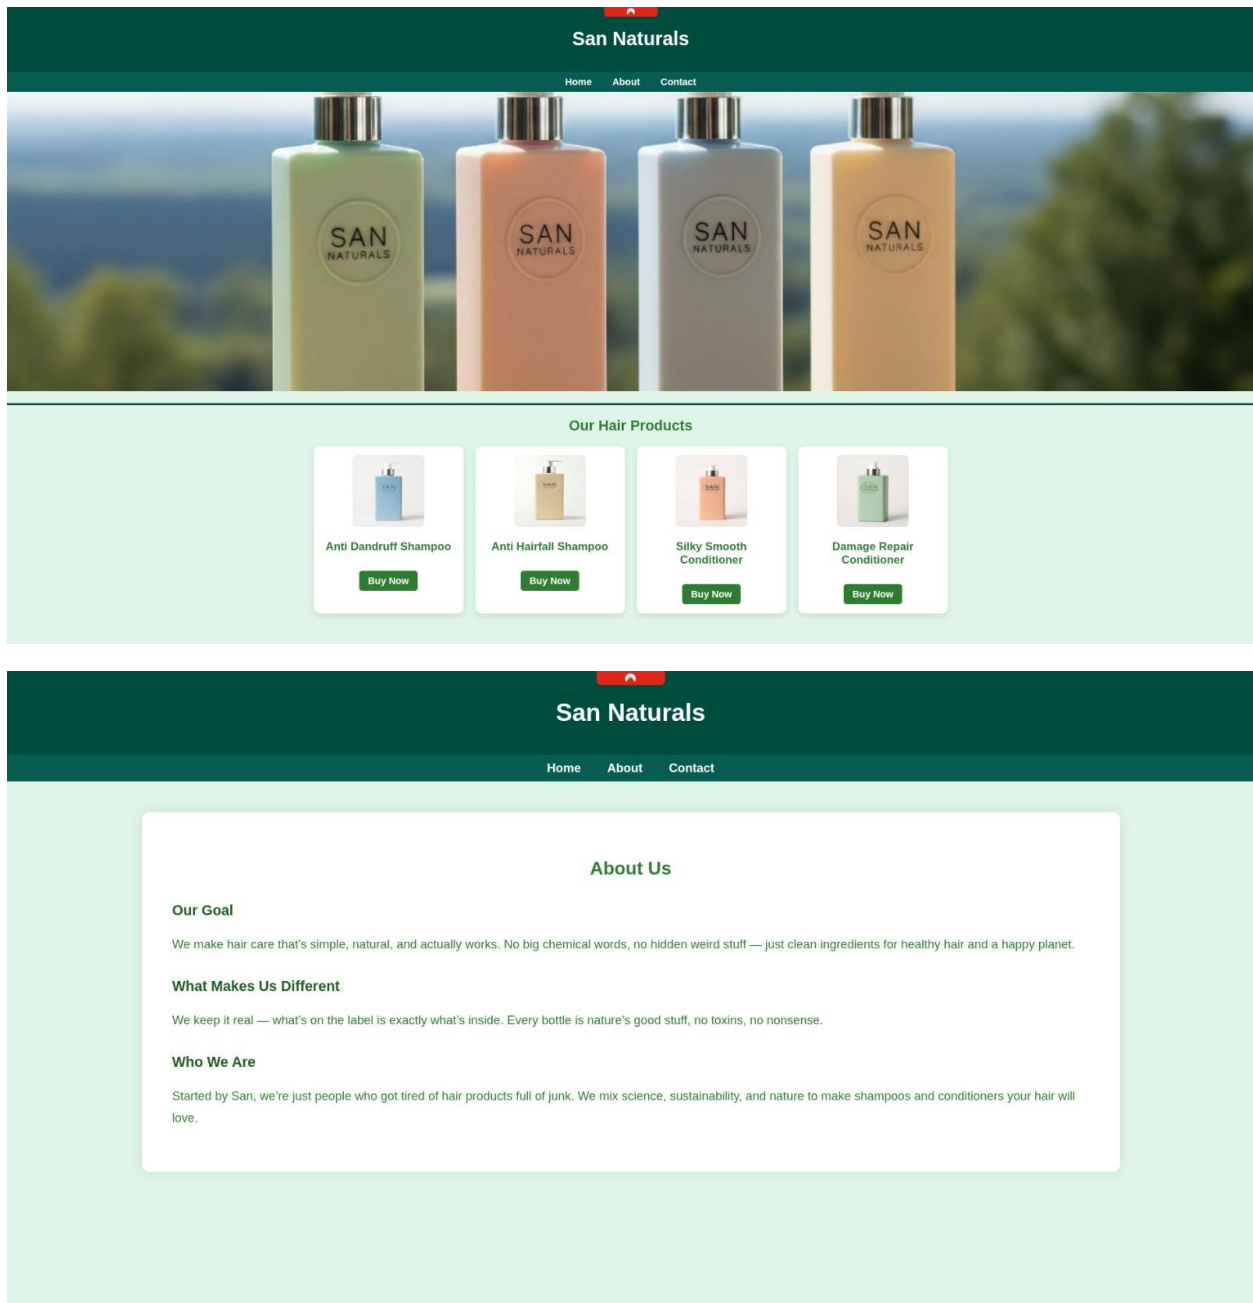 San Naturals
Home About Contact
SAN SAN SAN SAN
NATURALS NATURALS NATURALS NATURALS
Our Hair Products
SAN SAN SAN SAN
Anti Dandruff Shampoo Anti Hairfall Shampoo Silky Smooth Damage Repair
Conditioner Conditioner
Buy Now Buy Now Buy Now Buy Now
San Naturals
Home About Contact
About Us
Our Goal
We make hair care that’s simple, natural, and actually works. No big chemical words, no hidden weird stuff — just clean ingredients for healthy hair and a happy planet.
What Makes Us Different
We keep it real — what’s on the label is exactly what’s inside. Every bottle is nature’s good stuff, no toxins, no nonsense.
Who We Are
Started by San, we’re just people who got tired of hair products full of junk. We mix science, sustainability, and nature to make shampoos and conditioners your hair will
love.